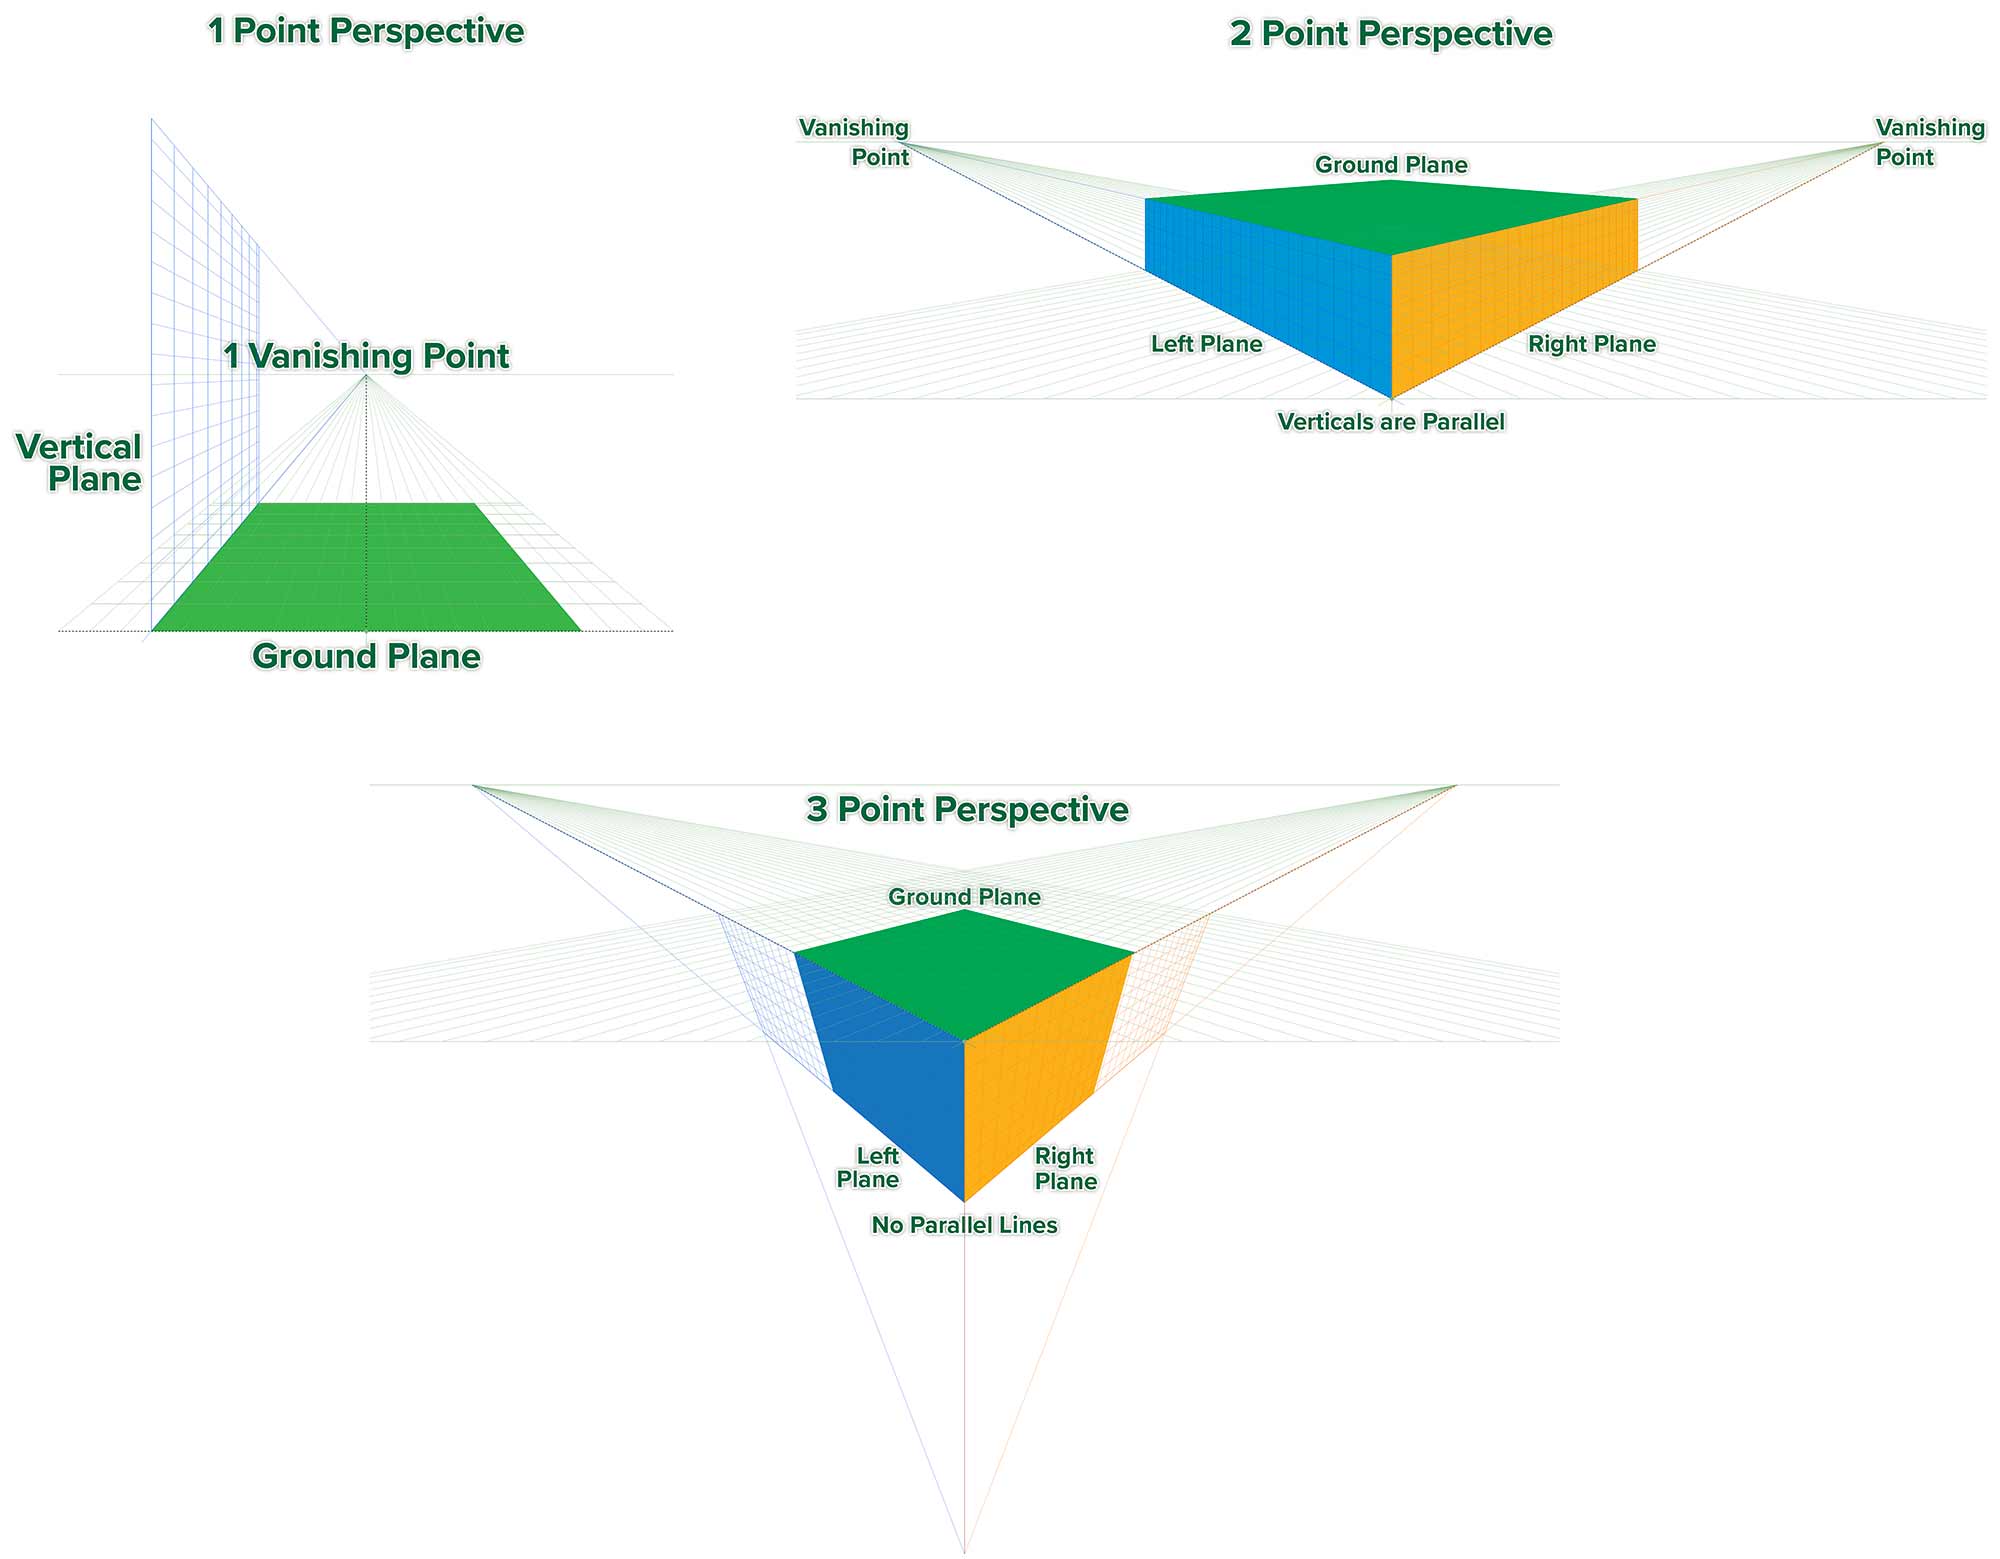 1 Point Perspective
1 Vanishing Point
Vertical
Plane
Ground Plane
2 Point Perspective
Vanishing
Point
Vanishing
Point
Ground Plane
Left Plane
Right Plane
Verticals are Parallel
3 Point Perspective
Ground Plane
Left
Plane
Right
Plane
No Parallel Lines